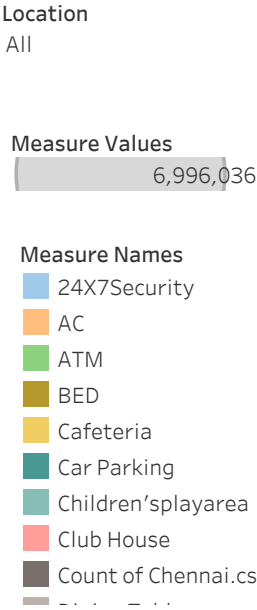 Location
All
Measure Values
6,996,036
Measure Names
24X7Security
AC
ATM
BED
Cafeteria
Car Parking
Children'splayarea
Club House
Count of Chennai.cs